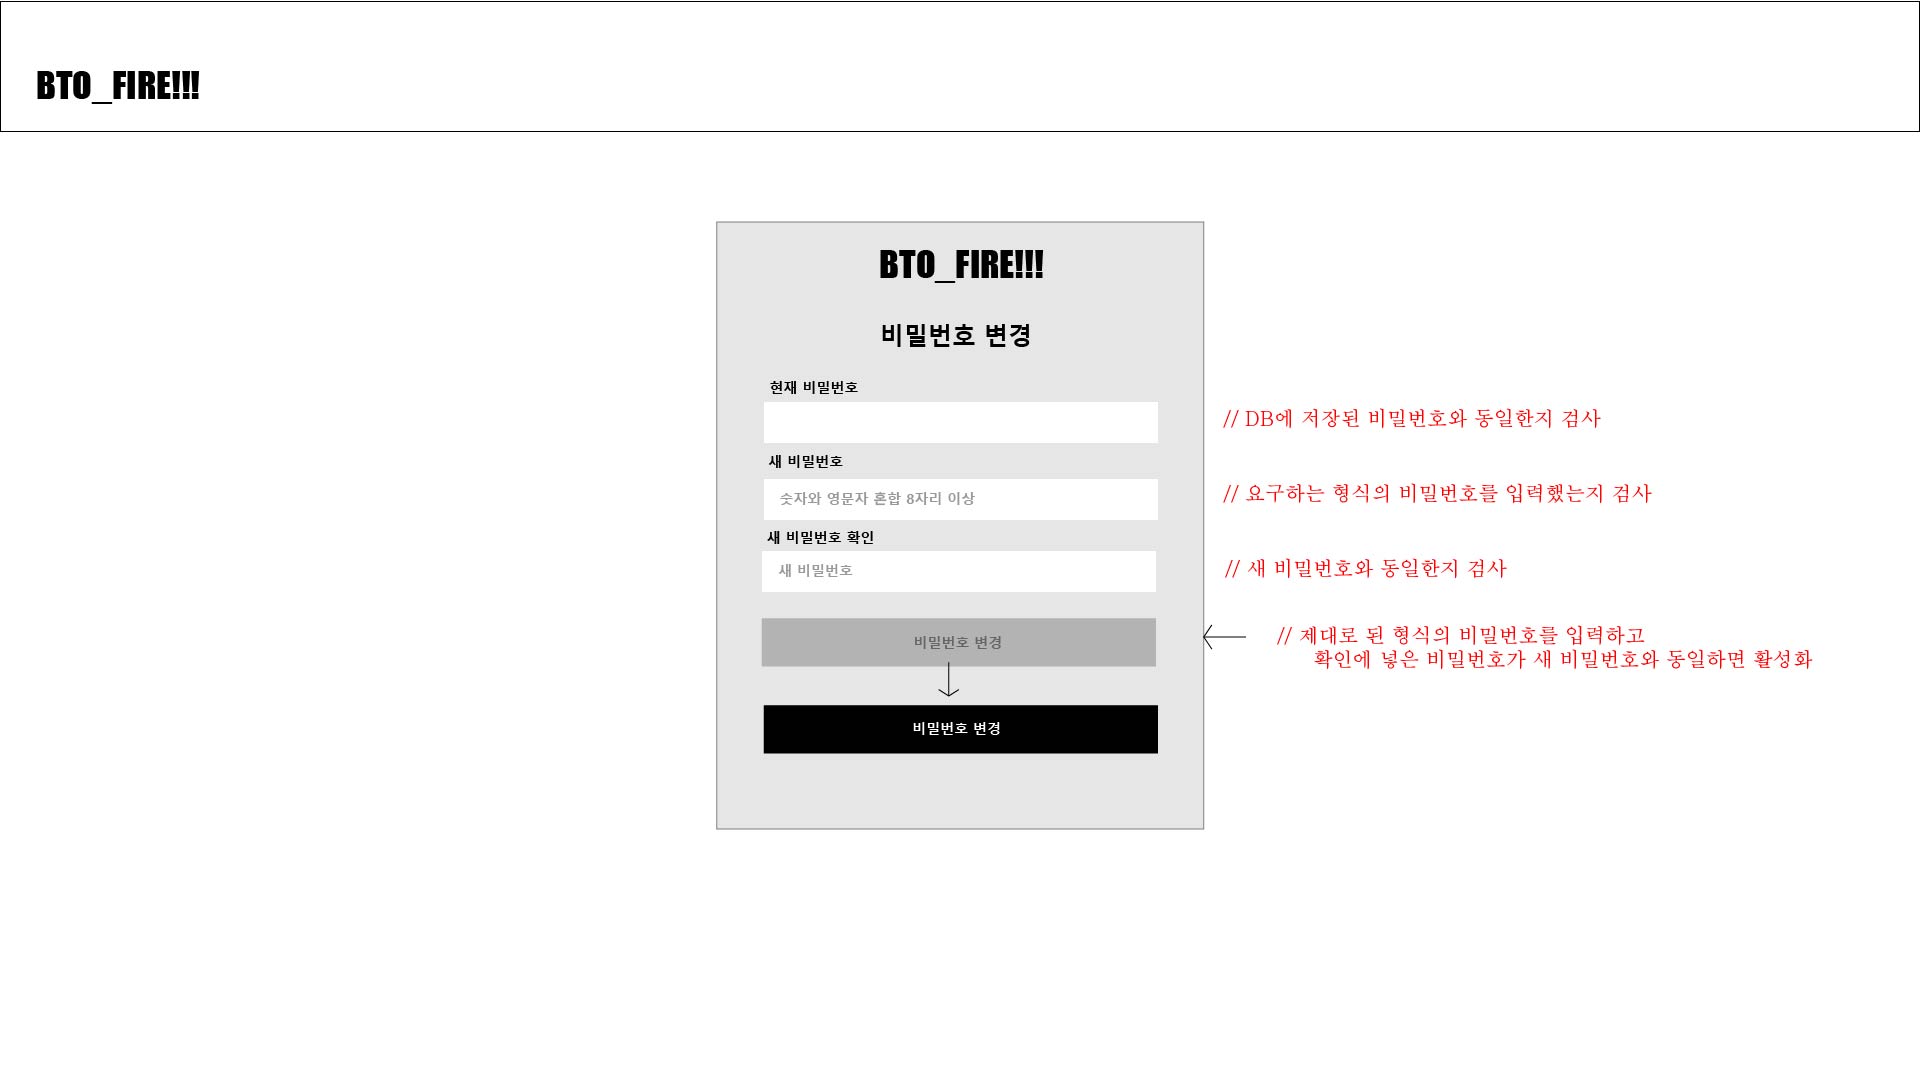 BTO_FIRE!!!
BTO_FIRE!!!
비밀번호 변경
현재 비밀번호
// DB에 저장된 비밀번호와 동일한지 검사
새 비밀번호
숫자와 영문자 혼합 8자리 이상
// 요구하는 형식의 비밀번호를 입력했는지 검사
새 비밀번호 확인
새 비밀번호
// 새 비밀번호와 동일한지 검사
비밀번호 변경
// 제대로 된 형식의 비밀번호를 입력하고
확인에 넣은 비밀번호가 새 비밀번호와 동일하면 활성화
비밀번호 변경